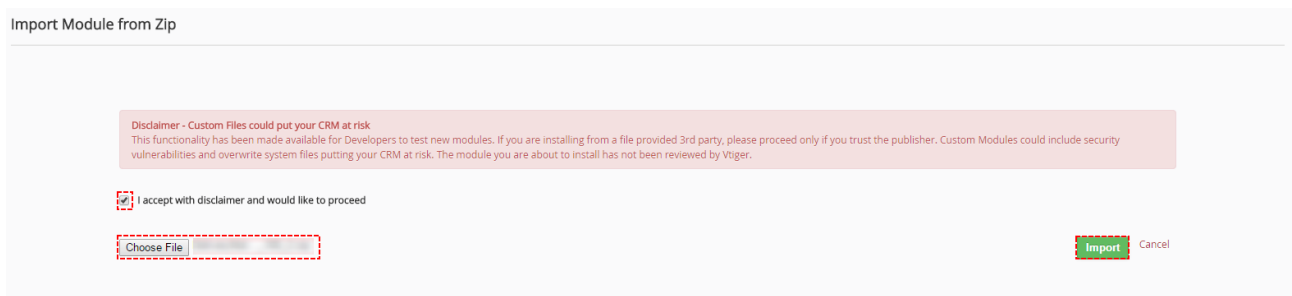 Import Module from Zip
Disclaimer - Custom Files could put your CRM at risk
This functionality has been made available for Developers to test new modules. If you are installing from a file provided 3rd party, please proceed only if you trust the publisher. Custom Modules could include security
vulnerabilities and overwrite system files putting your CRM at risk. The module you are about to install has not been reviewed by Vtiger.
I accept with disclaimer and would like to proceed
Choose File
Import Cancel